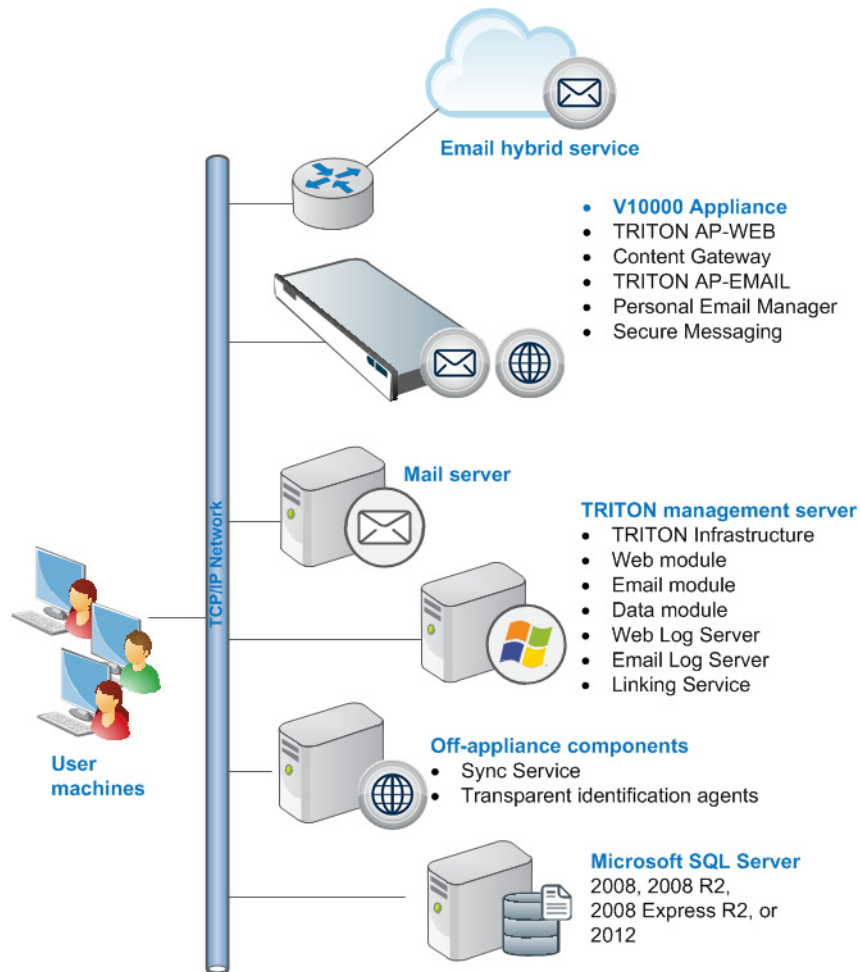 Email hybrid service
• V10000 Appliance
• TRITON AP-WEB
• Content Gateway
• TRITON AP-EMAIL
• Personal Email Manager
• Secure Messaging
Mail server
TCP/IP Network
TRITON management server
• TRITON Infrastructure
• Web module
• Email module
• Data module
• Web Log Server
• Email Log Server
• Linking Service
User
machines
Off-appliance components
• Sync Service
• Transparent identification agents
Microsoft SQL Server
2008, 2008 R2,
2008 Express R2, or
2012